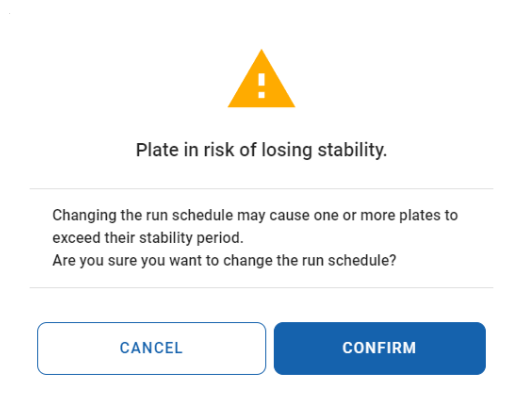 Plate in risk of losing stability.
Changing the run schedule may cause one or more plates to
exceed their stability period.
Are you sure you want to change the run schedule?
CANCEL
CONFIRM